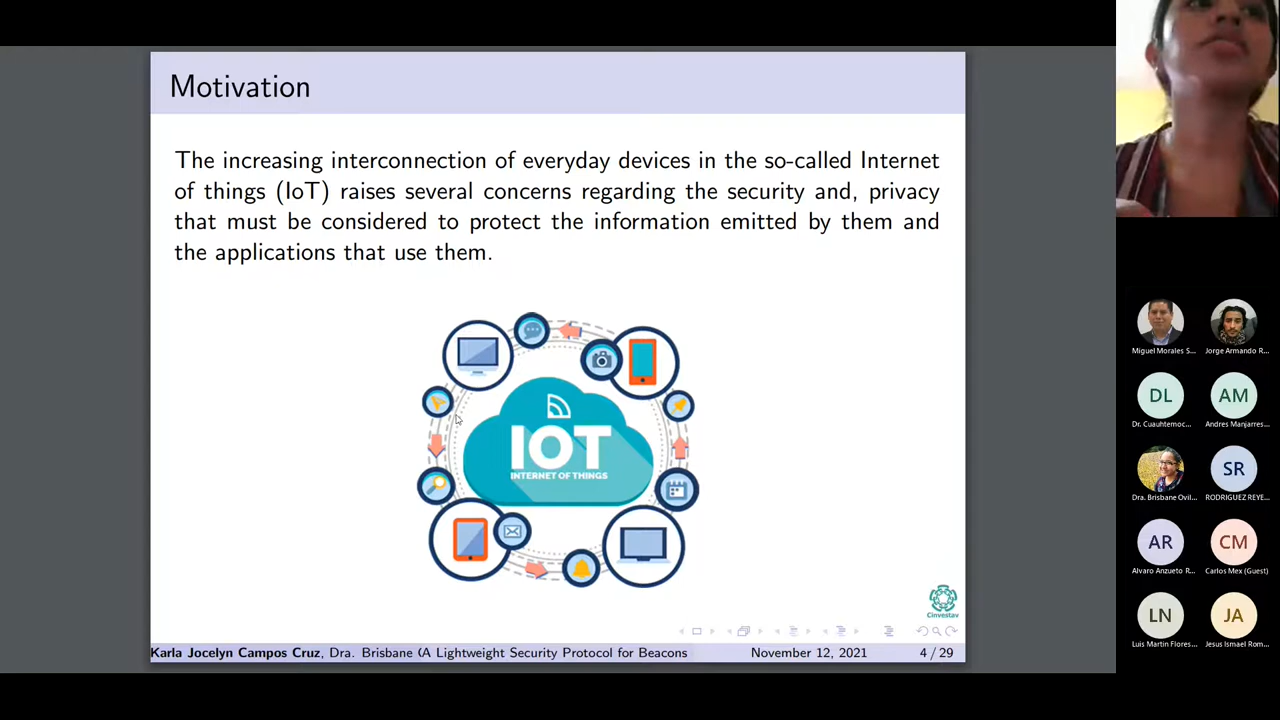 Motivation
The increasing interconnection of everyday devices in the so-called Internet
of things (IoT) raises several concerns regarding the security and, privacy
that must be considered to protect the information emitted by them and
the applications that use them.
IOT
INTERNET OF THINGS
Cinvestav
Karla Jocelyn Campos Cruz, Dra. Brisbane (A Lightweight Security Protocol for Beacons
November 12, 2021
4 / 29
Miguel Morales S...
Jorge Armando R...
DL
AM
Dr. Cuauhtemoc...
Andres Manjarres...
SR
Dra. Brisbane Ovil...
RODRIGUEZ REYE...
AR
CM
Alvaro Anzueto R...
Carlos Mex (Guest)
LN
JA
Luis Martin Flores...
Jesus Ismael Rom...